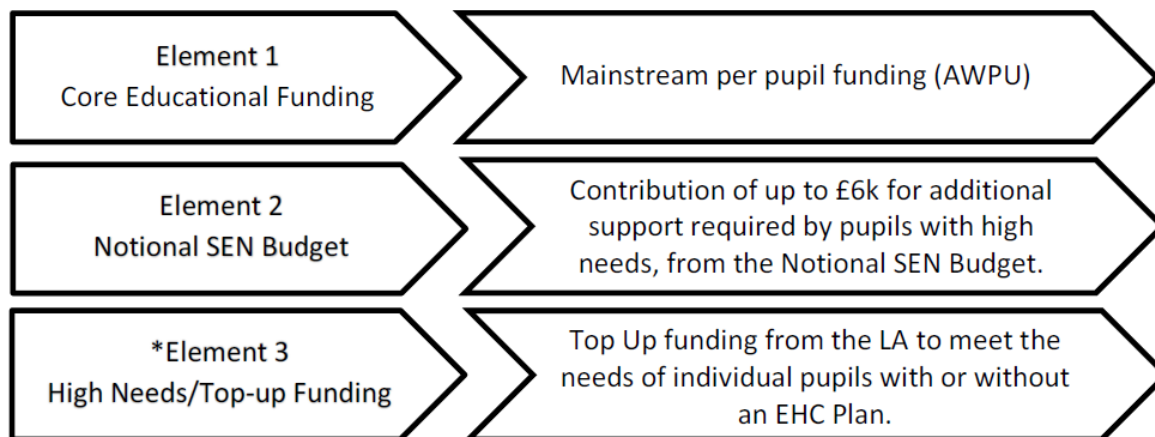 Element 1
Core Educational Funding
Mainstream per pupil funding (AWPU)
Element 2
Notional SEN Budget
Contribution of up to £6k for additional
support required by pupils with high
needs, from the Notional SEN Budget.
*Element 3
High Needs/Top-up Funding
Top Up funding from the LA to meet the
needs of individual pupils with or without
an EHC Plan.